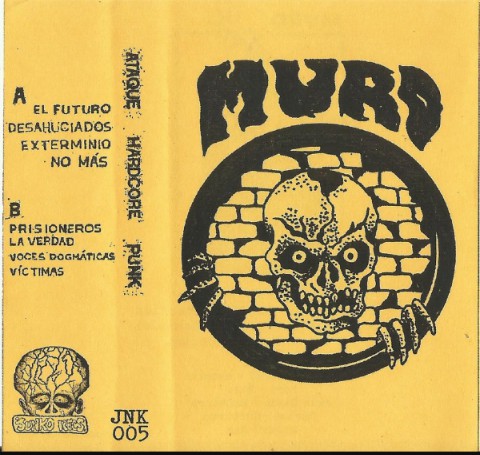 A
EL FUTURO
DESAHUCIADOS
EXTERMINIO
NO MÁS
B
PRISIONEROS
LA VERDAD
VOCES DOGMÁTICAS
VÍCTIMAS
ATAQUE HARDCORE PUNK
JNK
005
MURO